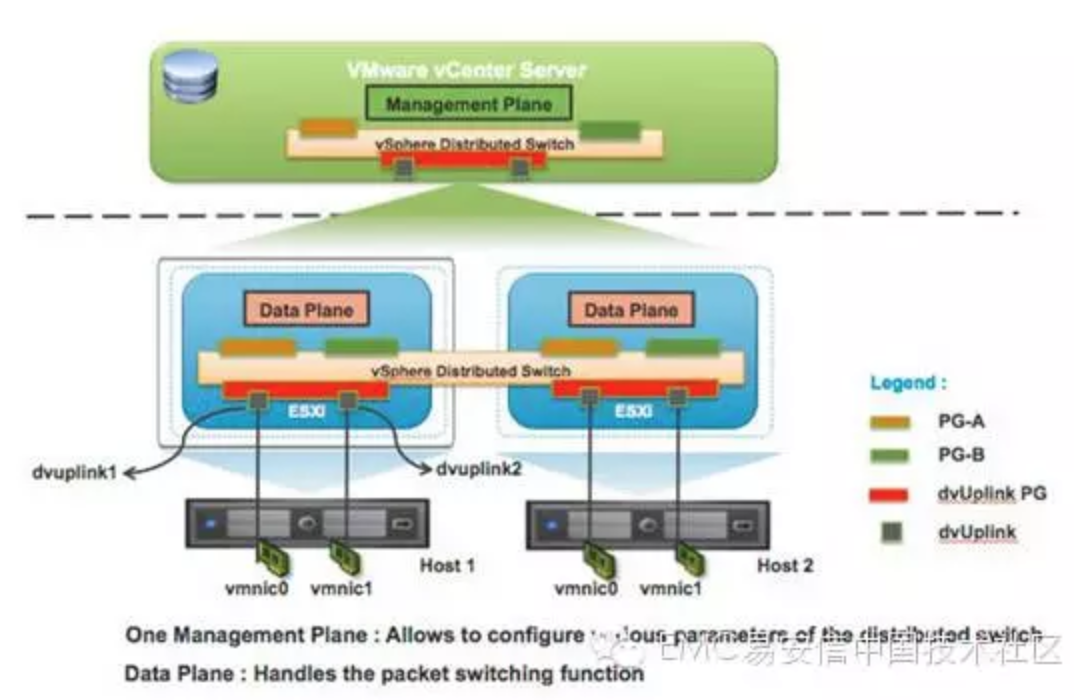 VMware vCenter Server
Management Plane
vSphere Distributed Switch
Data Plane
Data Plane
vSphere Distributed Switch
ESXi
ESXi
dvuplink1
dvuplink2
Host 1
Host 2
vmnic0
vmnic1
vmnic0
vmnic1
Legend :
PG-A
PG-B
dvUplink PG
dvUplink
One Management Plane : Allows to configure parameters of the distributed switch
Data Plane : Handles the packet switching function
EMC易安信中国技术社区